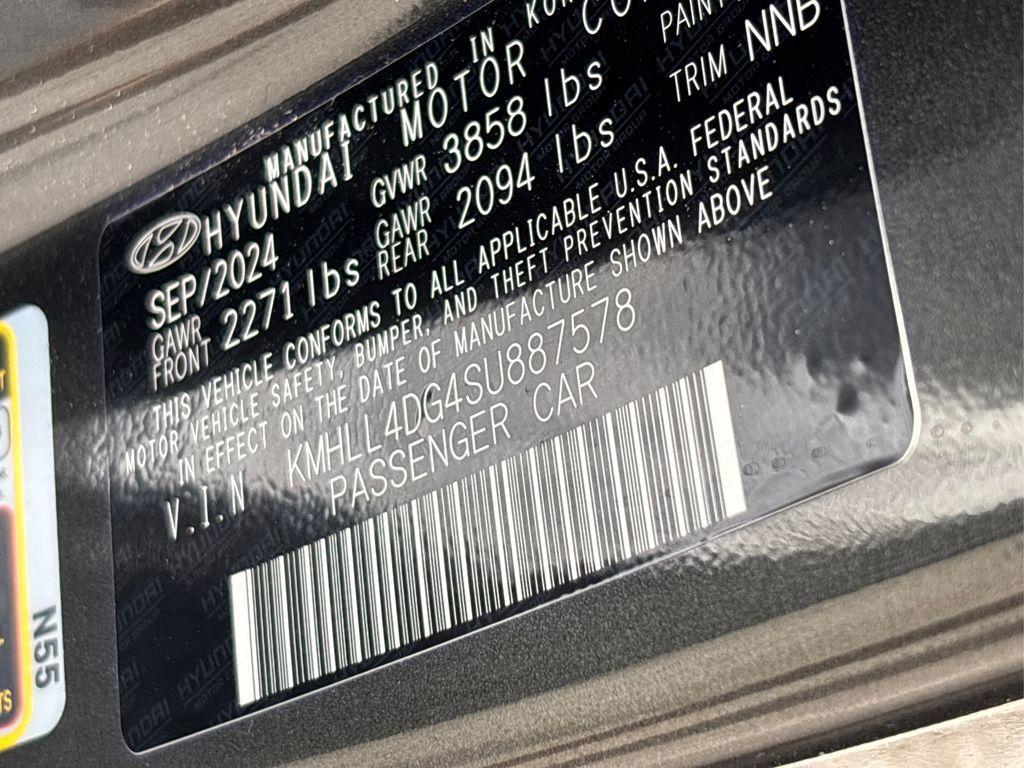 MANUFACTURED IN
HYUNDAI MOTOR
SEP/2024 GVWR 3858 lbs
PAINT
GAWR FRONT 2271 lbs GAWR REAR 2094 lbs
TRIM NNB
THIS VEHICLE CONFORMS TO ALL APPLICABLE U.S.A. FEDERAL
MOTOR VEHICLE SAFETY, BUMPER, AND THEFT PREVENTION STANDARDS
IN EFFECT ON THE DATE OF MANUFACTURE SHOWN ABOVE
V.I.N KMHLL4DG4SU887578
PASSENGER CAR
N55